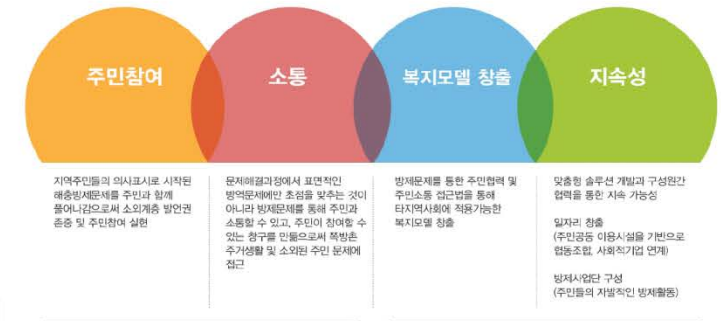 주민참여
소통
복지모델 창출
지속성
지역주민들의 의사표시로 시작된
해충방제문제를 주민과 함께
풀어나감으로써 소외계층 발언권
존중 및 주민참여 실현
문제해결과정에서 표면적인
방역문제에만 초점을 맞추는 것이
아니라 방제문제를 통해 주민과
소통할 수 있고, 주민이 참여할 수
있는 창구를 만듦으로써 쪽방촌
주거생활 및 소외된 주민 문제에
접근
방제문제를 통한 주민협력 및
주민소통 접근법을 통해
타지역사회에 적용가능한
복지모델 창출
맞춤형 솔루션 개발과 구성원간
협력을 통한 지속 가능성
일자리 창출
(주민공동 이용시설을 기반으로
협동조합, 사회적기업 연계)
방제사업단 구성
(주민들의 자발적인 방제활동)